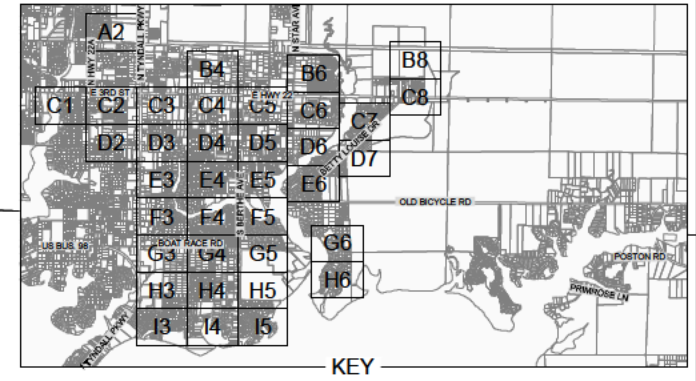 A2
N HWY 22A
N TYNDALL PKWY
N STAR AVE
B4
B6
B8
E 3RD ST
E HWY 22
C1
C2
C3
C4
C5
C6
C7
C8
D2
D3
D4
D5
D6
D7
BETTY LOUISE DR
E3
E4
E5
E6
S BERTHE AV
OLD BICYCLE RD
F3
F4
F5
US BUS. 98
BOAT RACE RD
G3
G4
G5
G6
POSTON RD
H3
H4
H5
H6
PRIMROSE LN
TYNDALL PKWY
I3
I4
I5
KEY